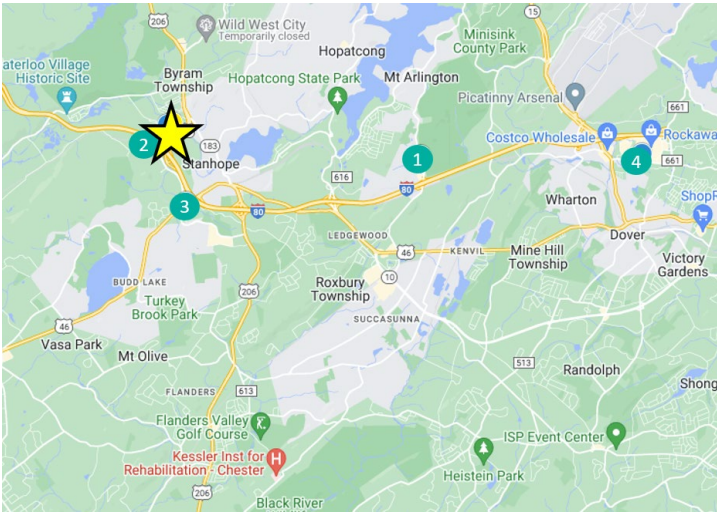 206
Wild West City
Temporarily closed
15
Minisink
County Park
Hopatcong
aterloo Village
Historic Site
Byram
Township
Hopatcong State Park
Mt Arlington
Picatinny Arsenal
661
Costco Wholesale
Rockawa
2
183
Stanhope
1
4
661
616
80
3
80
Wharton
ShopR
LEDGEWOOD
46
KENVIL
Mine Hill
Township
Dover
Victory
Gardens
BUDD LAKE
206
Roxbury
Township
10
Turkey
Brook Park
SUCCASUNNA
46
Vasa Park
Mt Olive
513
Randolph
Shong
FLANDERS
613
Flanders Valley
Golf Course
ISP Event Center
Kessler Inst for
Rehabilitation - Chester
H
Heistein Park
206
Black River